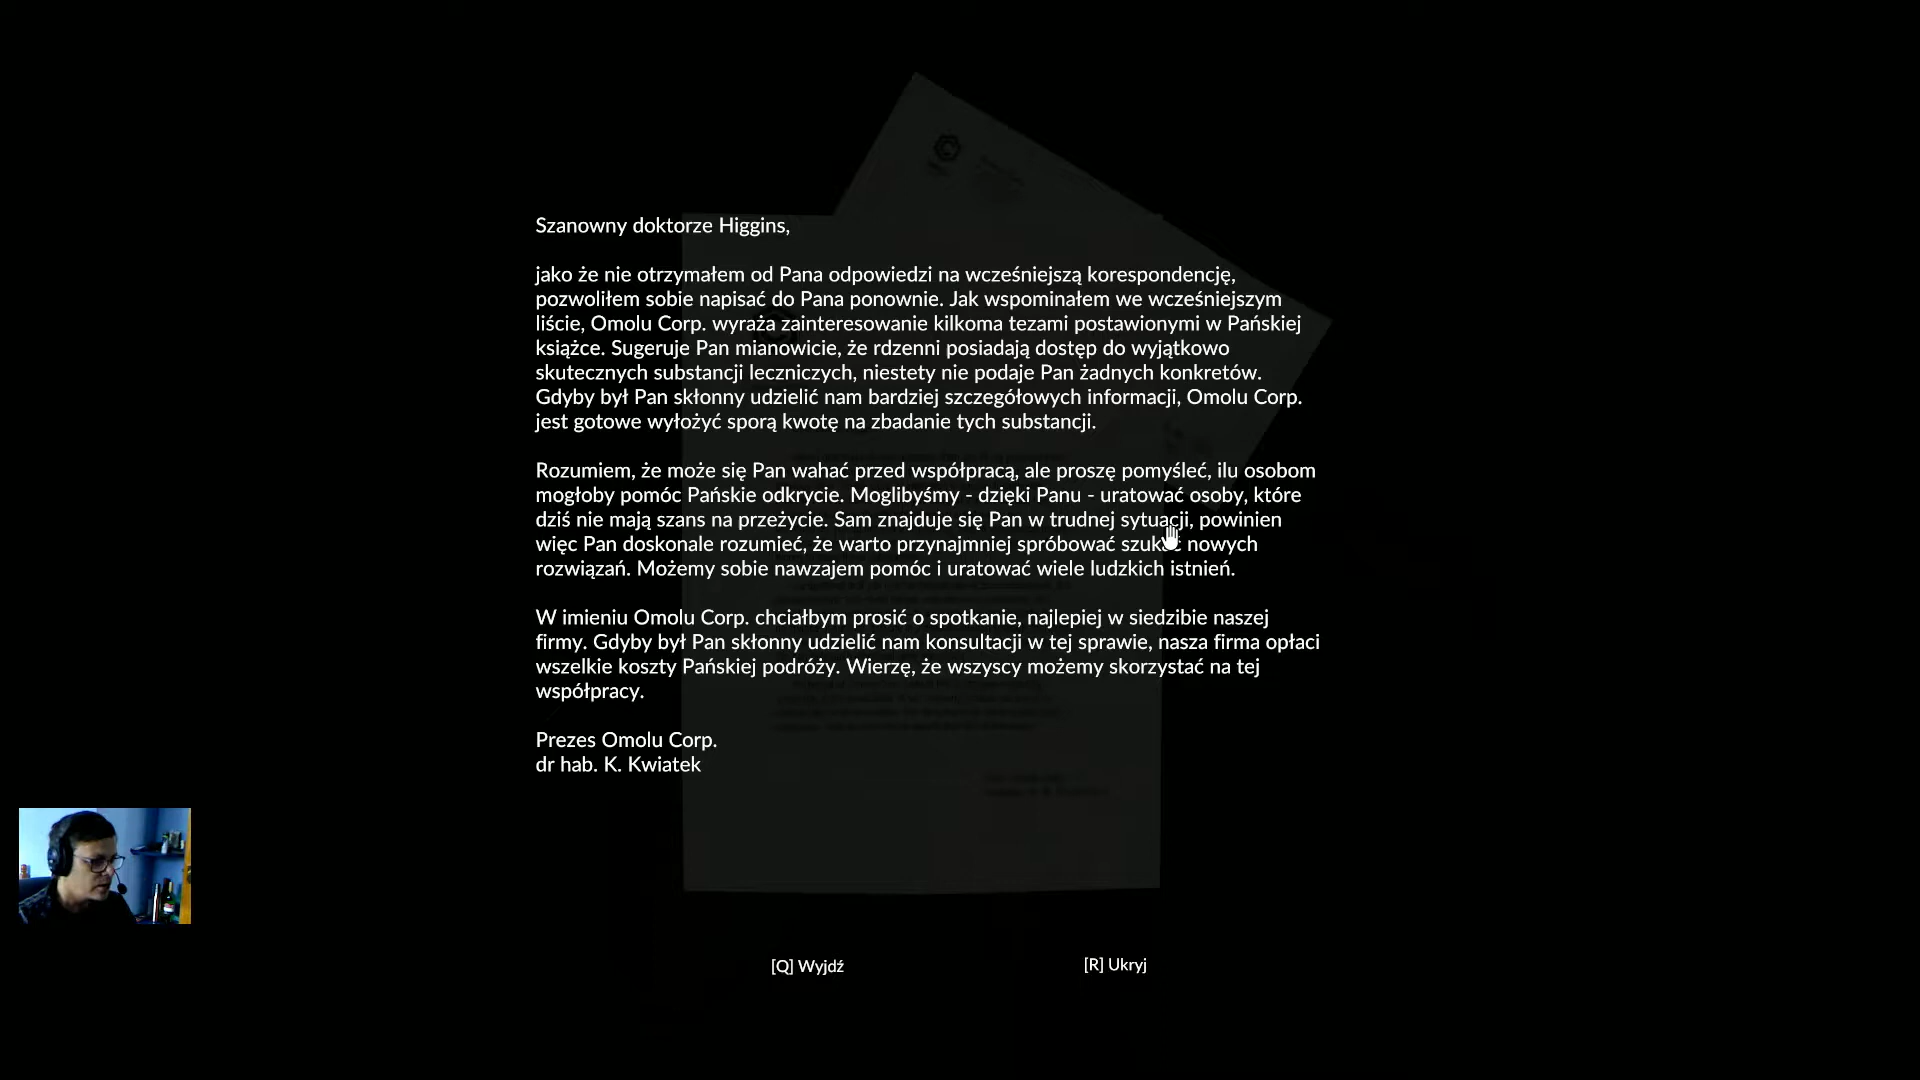 Szanowny doktorze Higgins,
jako że nie otrzymałem od Pana odpowiedzi na wcześniejszą korespondencję,
pozwoliłem sobie napisać do Pana ponownie. Jak wspominałem we wcześniejszym
liście, Omolu Corp. wyraża zainteresowanie kilkoma tezami postawionymi w Pańskiej
książce. Sugeruje Pan mianowicie, że rdzenni posiadają dostęp do wyjątkowo
skutecznych substancji leczniczych, niestety nie podaje Pan żadnych konkretów.
Gdyby był Pan skłonny udzielić nam bardziej szczegółowych informacji, Omolu Corp.
jest gotowe wyłożyć sporą kwotę na zbadanie tych substancji.
Rozumiem, że może się Pan wahać przed współpracą, ale proszę pomyśleć, ilu osobom
mogłoby pomóc Pańskie odkrycie. Moglibyśmy - dzięki Panu - uratować osoby, które
dziś nie mają szans na przeżycie. Sam znajduje się Pan w trudnej sytuacji, powinien
więc Pan doskonale rozumieć, że warto przynajmniej spróbować szukać nowych
rozwiązań. Możemy sobie nawzajem pomóc i uratować wiele ludzkich istnień.
W imieniu Omolu Corp. chciałbym prosić o spotkanie, najlepiej w siedzibie naszej
firmy. Gdyby był Pan skłonny udzielić nam konsultacji w tej sprawie, nasza firma opłaci
wszelkie koszty Pańskiej podróży. Wierzę, że wszyscy możemy skorzystać na tej
współpracy.
Prezes Omolu Corp.
dr hab. K. Kwiatek
[Q] Wyjdź
[R] Ukryj